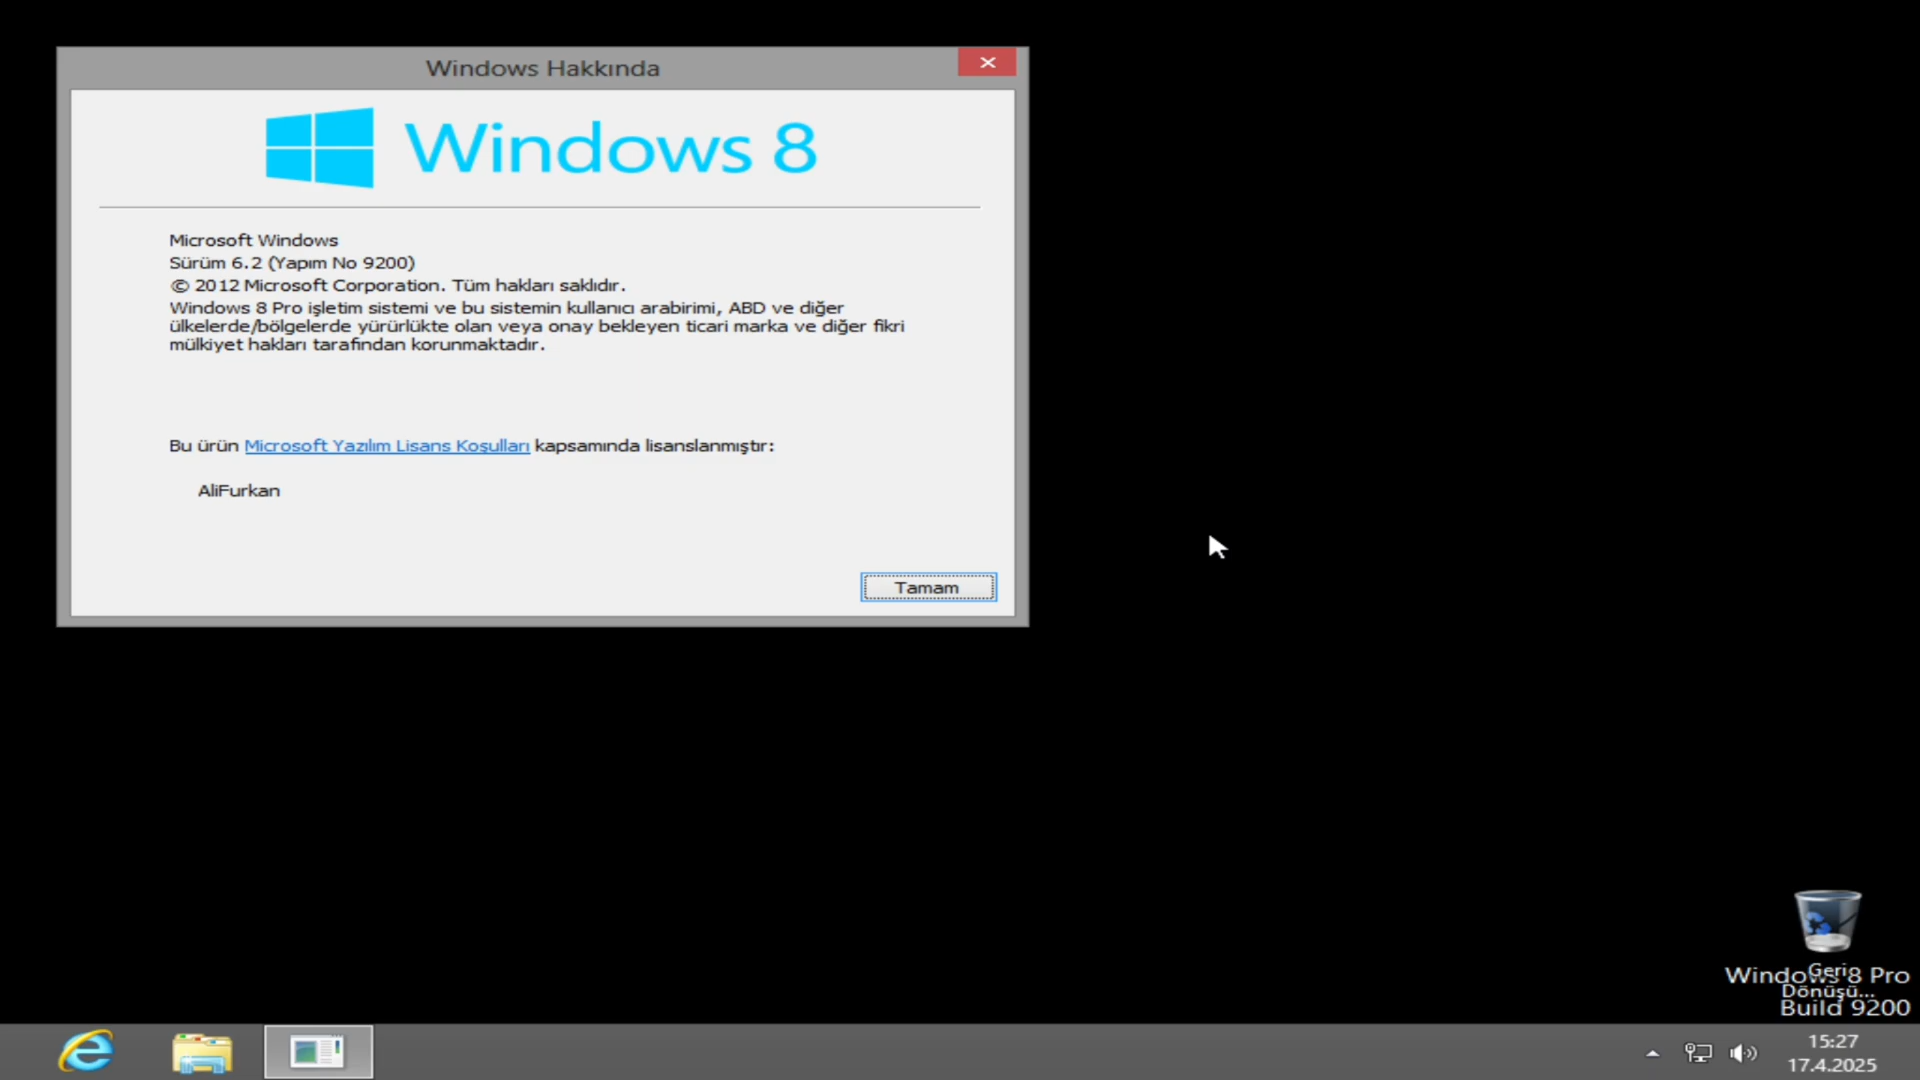 Windows Hakkında
Windows 8
Microsoft Windows
Sürüm 6.2 (Yapım No 9200)
© 2012 Microsoft Corporation. Tüm hakları saklıdır.
Windows 8 Pro işletim sistemi ve bu sistemin kullanıcı arabirimi, ABD ve diğer
ülkelerde/bölgelerde yürürlükte olan veya onay bekleyen ticari marka ve diğer fikri
mülkiyet hakları tarafından korunmaktadır.
Bu ürün Microsoft Yazılım Lisans Koşulları kapsamında lisanslanmıştır:
AliFurkan
Tamam
Geri
Dönüşü...
Windows 8 Pro
Build 9200
15:27
17.4.2025